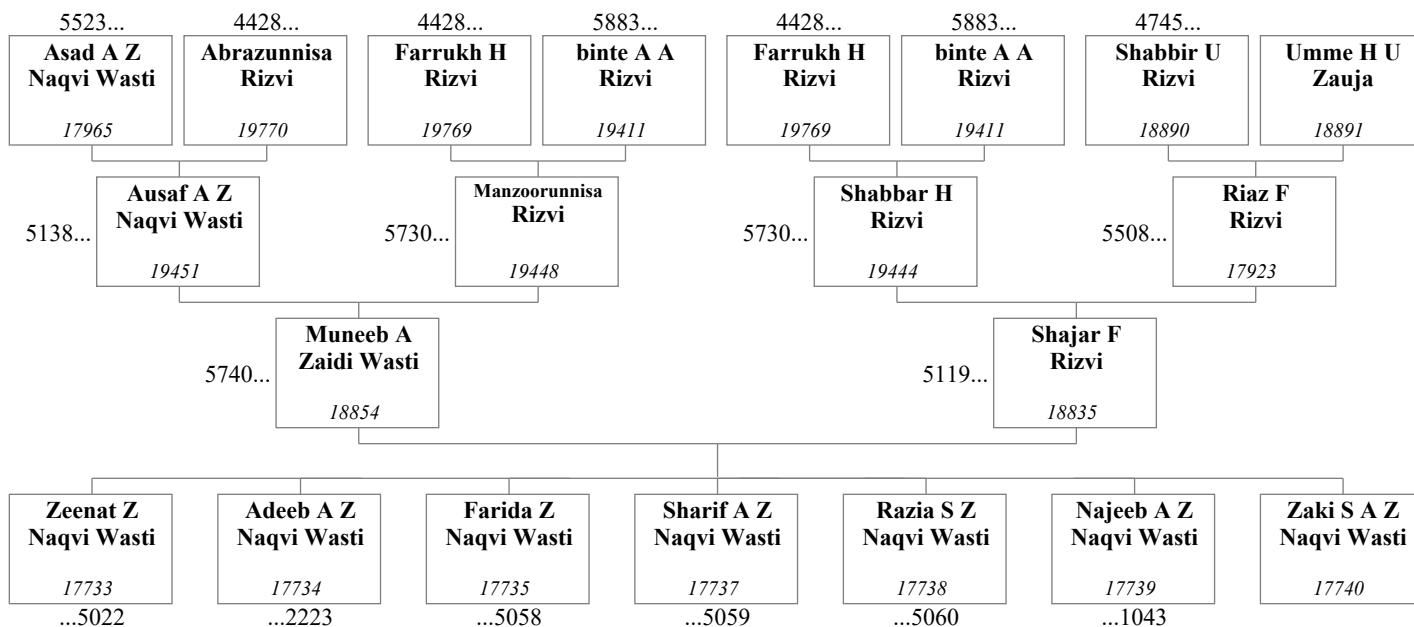 5523... 4428... 4428... 5883... 4428... 5883... 4745...
Asad A Z
Naqvi Wasti
17965
Abrazunnisa
Rizvi
19770
Farrukh H
Rizvi
19769
binte A A
Rizvi
19411
Farrukh H
Rizvi
19769
binte A A
Rizvi
19411
Shabbir U
Rizvi
18890
Umme H U
Zauja
18891
5138...
Ausaf A Z
Naqvi Wasti
19451
5730...
Manzoorunnisa
Rizvi
19448
5730...
Shabbar H
Rizvi
19444
5508...
Riaz F
Rizvi
17923
5740...
Muneeb A
Zaidi Wasti
18854
5119...
Shajar F
Rizvi
18835
Zeenat Z
Naqvi Wasti
17733
...5022
Adeeb A Z
Naqvi Wasti
17734
...2223
Farida Z
Naqvi Wasti
17735
...5058
Sharif A Z
Naqvi Wasti
17737
...5059
Razia S Z
Naqvi Wasti
17738
...5060
Najeeb A Z
Naqvi Wasti
17739
...1043
Zaki S A Z
Naqvi Wasti
17740